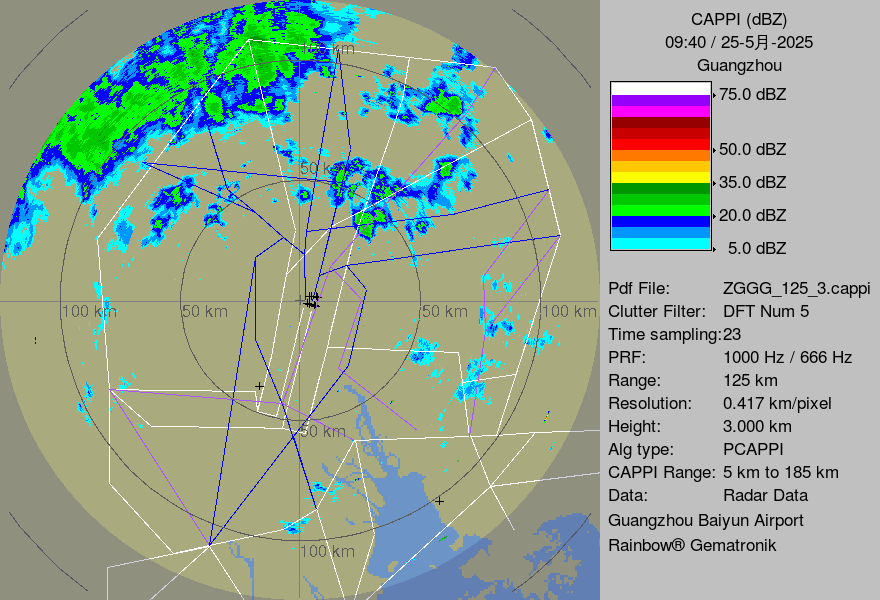 CAPPI (dBZ)
09:40 / 25-5月-2025
Guangzhou
75.0 dBZ
50.0 dBZ
35.0 dBZ
20.0 dBZ
5.0 dBZ
Pdf File: ZGGG_125_3.cappi
Clutter Filter: DFT Num 5
Time sampling:23
PRF: 1000 Hz / 666 Hz
Range: 125 km
Resolution: 0.417 km/pixel
Height: 3.000 km
Alg type: PCAPPI
CAPPI Range: 5 km to 185 km
Data: Radar Data
Guangzhou Baiyun Airport
Rainbow® Gematronik
100 km
50 km
100 km
50 km
50 km
100 km
50 km
100 km